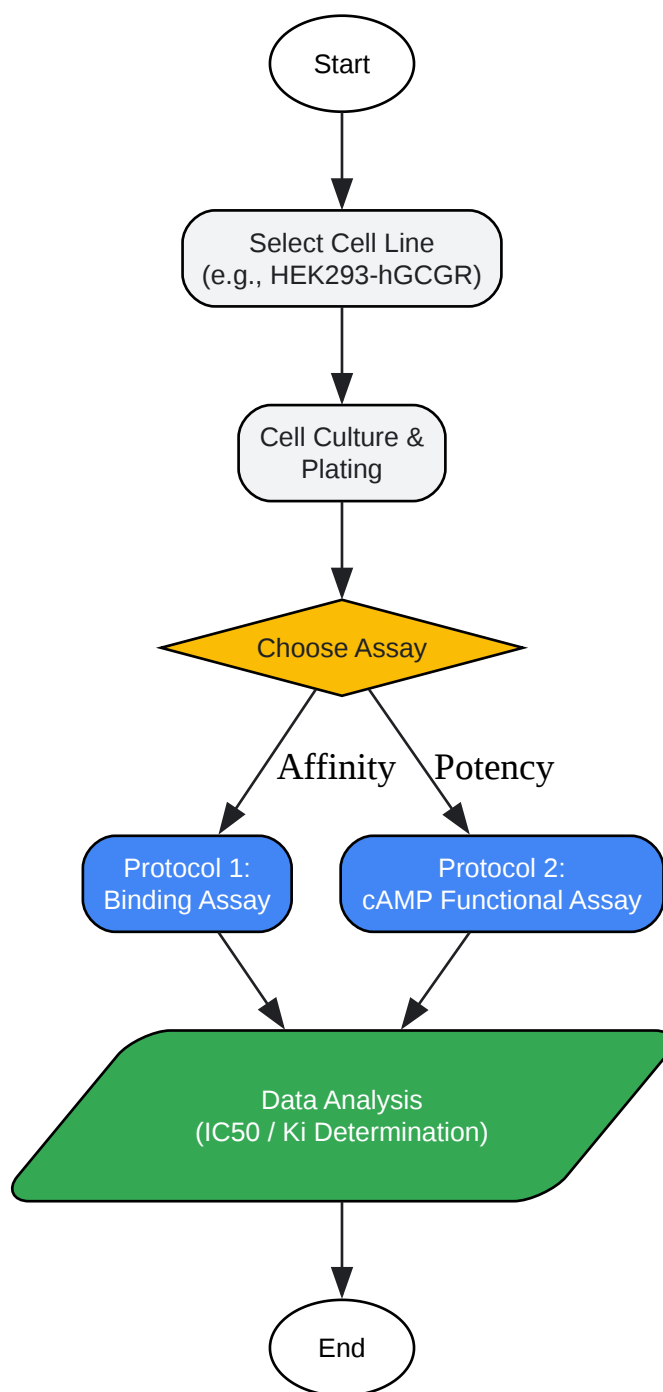 Start
Select Cell Line
(e.g., HEK293-hGCGR)
Cell Culture &
Plating
Choose Assay
Affinity
Potency
Protocol 1:
Binding Assay
Protocol 2:
cAMP Functional Assay
Data Analysis
(IC50 / Ki Determination)
End